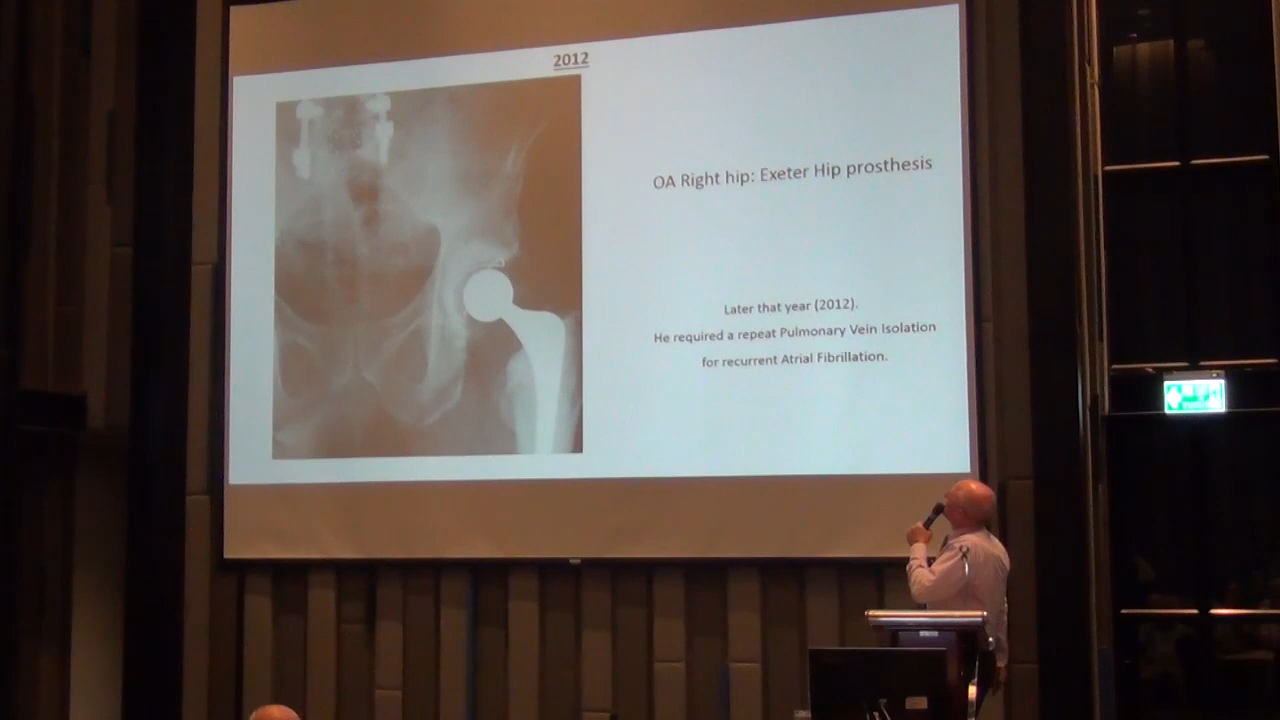 2012
OA Right hip: Exeter Hip prosthesis
Later that year (2012).
He required a repeat Pulmonary Vein Isolation
for recurrent Atrial Fibrillation.